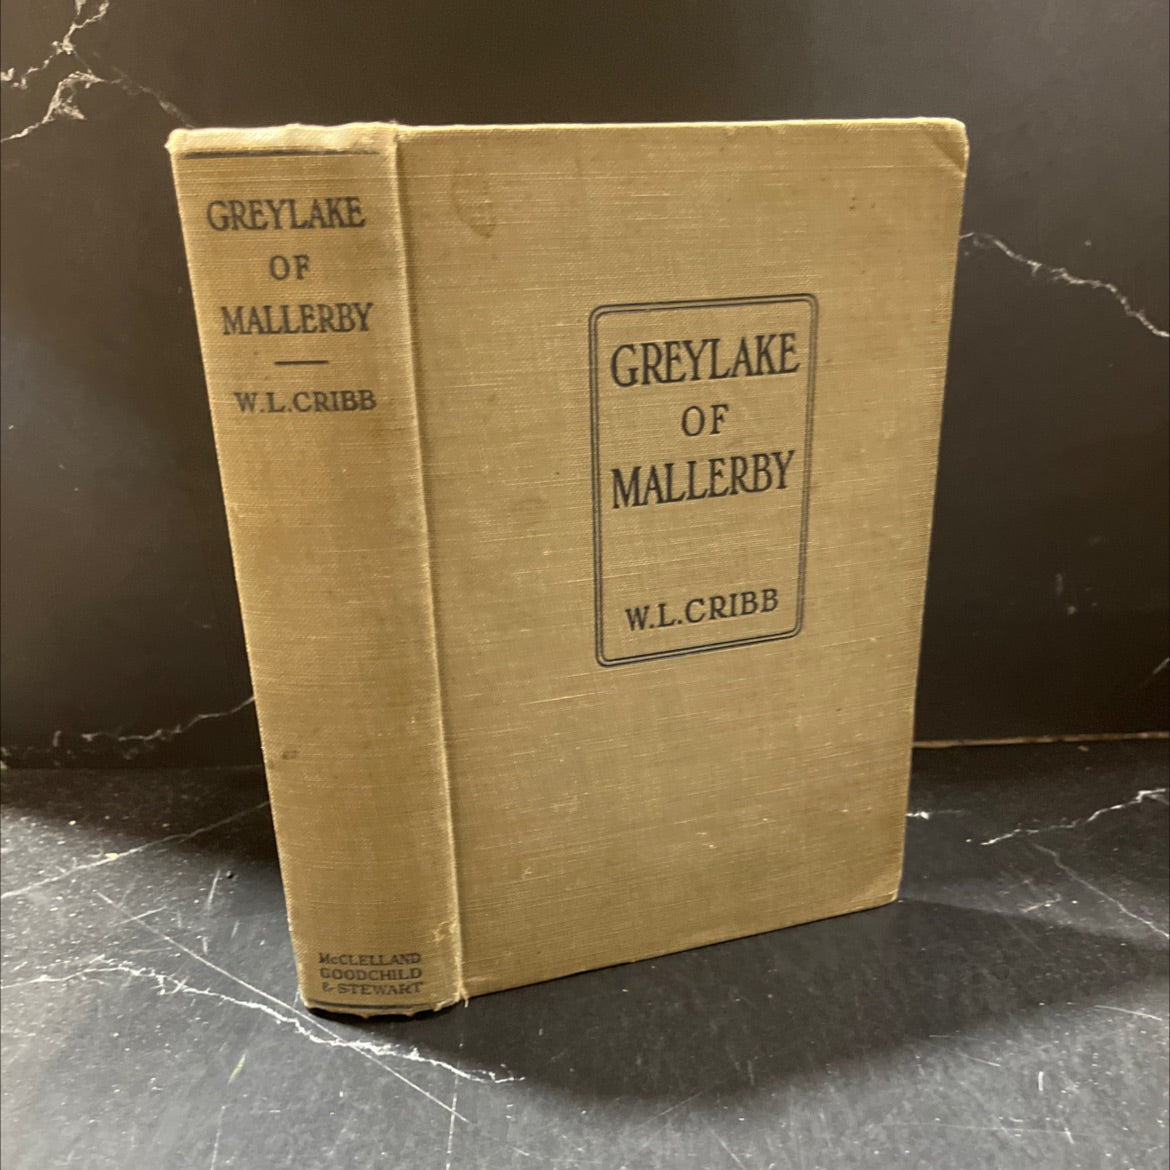 GREYLAKE
OF
MALLERBY
W.L.CRIBB
McCLELLAND
GOODCHILD
& STEWART
GREYLAKE
OF
MALLERBY
W.L.CRIBB